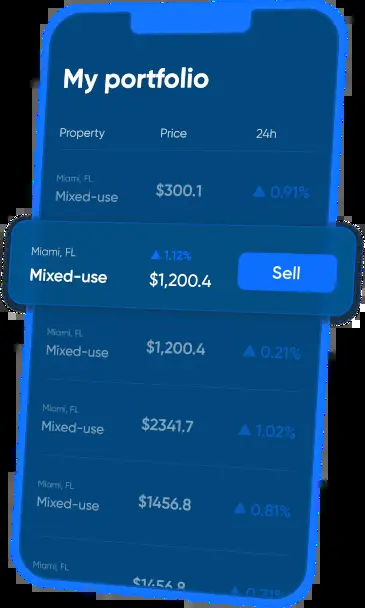 My portfolio
Property Price 24h
Miami, FL
Mixed-use $300.1 ▲ 0.91%
Miami, FL ▲ 1.12%
Mixed-use $1,200.4 Sell
Miami, FL
Mixed-use $1,200.4 ▲ 0.21%
Miami, FL
Mixed-use $2341.7 ▲ 1.02%
Miami, FL
Mixed-use $1456.8 ▲ 0.81%
Miami, FL
$1456.8